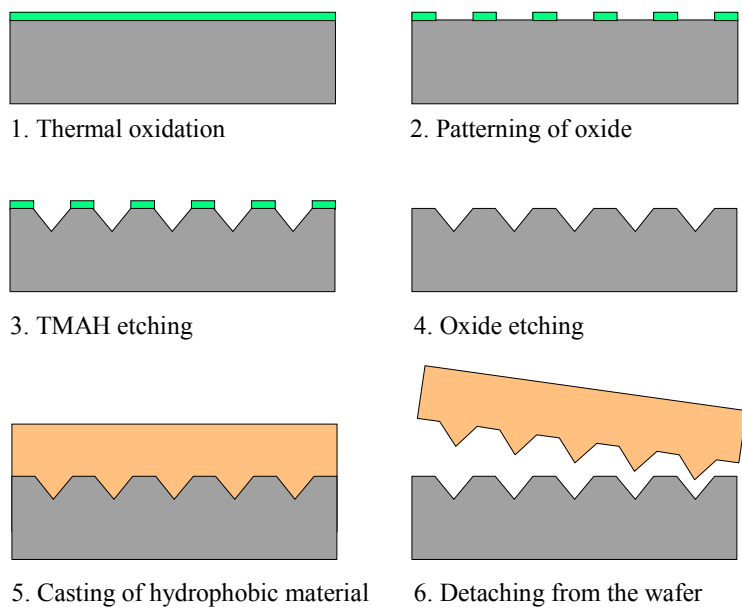 1. Thermal oxidation
2. Patterning of oxide
3. TMAH etching
4. Oxide etching
5. Casting of hydrophobic material
6. Detaching from the wafer